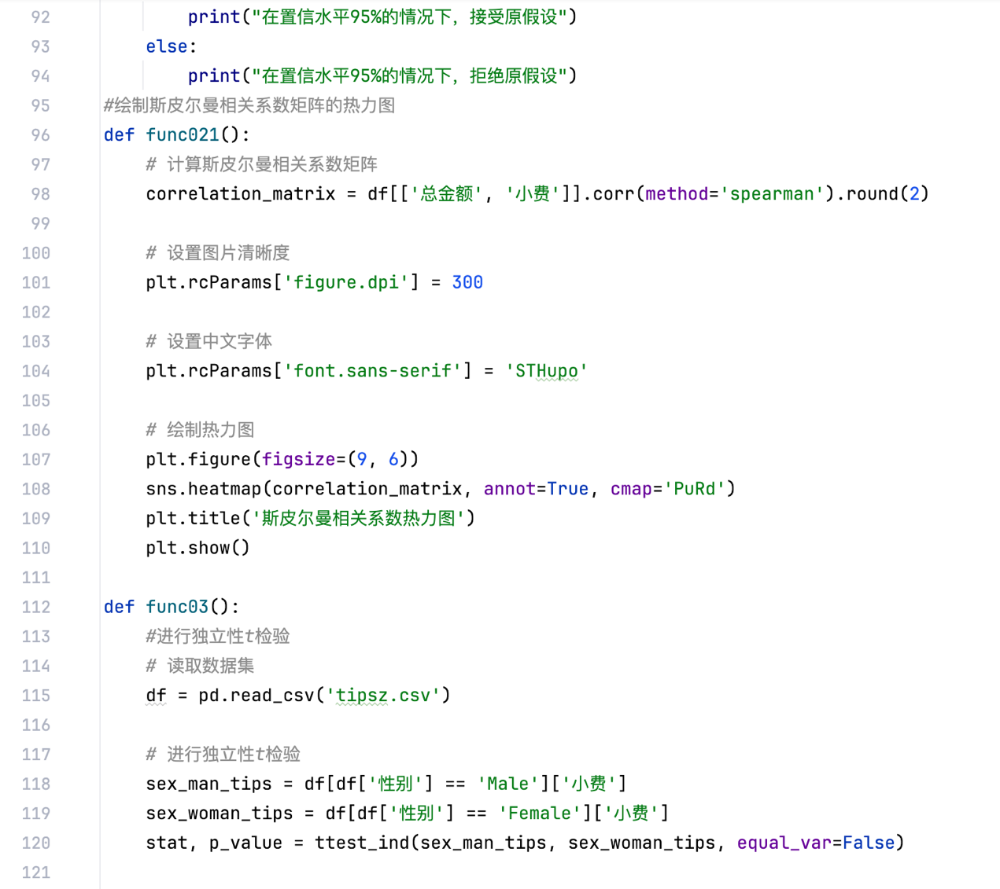 92 print("在置信水平95%的情况下，接受原假设")
93 else:
94 print("在置信水平95%的情况下，拒绝原假设")
95 #绘制斯皮尔曼相关系数矩阵的热力图
96 def func021():
97 # 计算斯皮尔曼相关系数矩阵
98 correlation_matrix = df[['总金额', '小费']].corr(method='spearman').round(2)
99
100 # 设置图片清晰度
101 plt.rcParams['figure.dpi'] = 300
102
103 # 设置中文字体
104 plt.rcParams['font.sans-serif'] = 'STHupo'
105
106 # 绘制热力图
107 plt.figure(figsize=(9, 6))
108 sns.heatmap(correlation_matrix, annot=True, cmap='PuRd')
109 plt.title('斯皮尔曼相关系数热力图')
110 plt.show()
111
112 def func03():
113 #进行独立性t检验
114 # 读取数据集
115 df = pd.read_csv('tipsz.csv')
116
117 # 进行独立性t检验
118 sex_man_tips = df[df['性别'] == 'Male']['小费']
119 sex_woman_tips = df[df['性别'] == 'Female']['小费']
120 stat, p_value = ttest_ind(sex_man_tips, sex_woman_tips, equal_var=False)
121